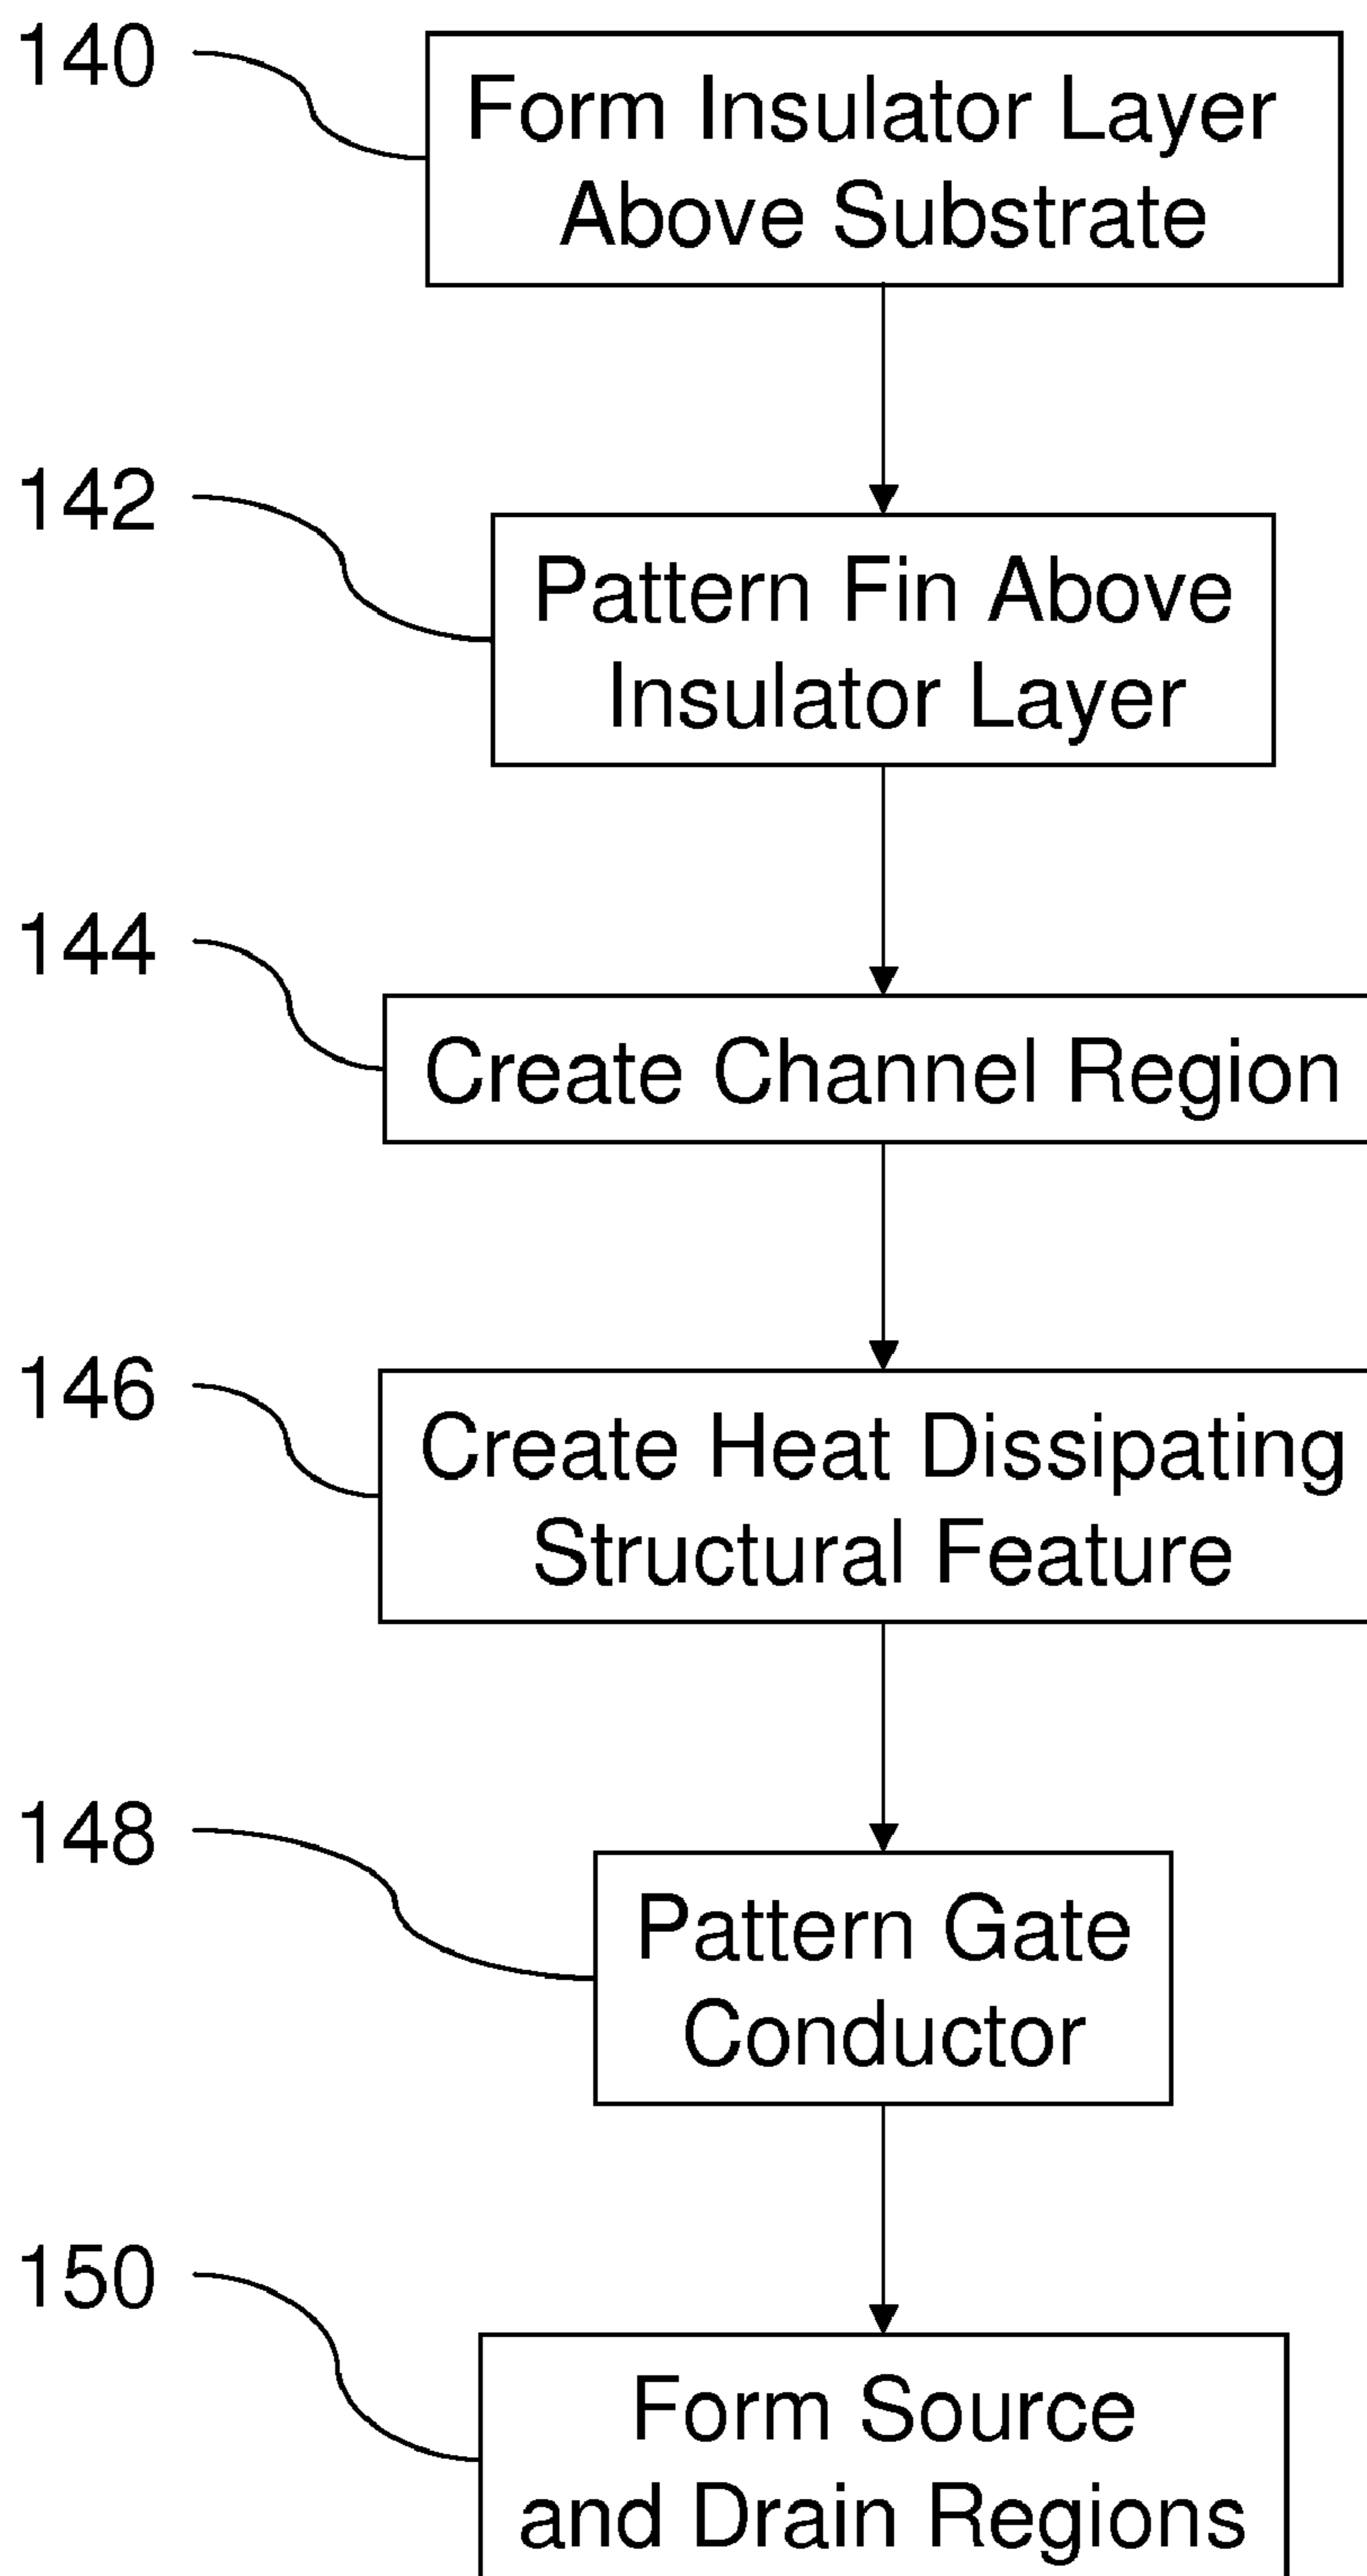 140
Form Insulator Layer
Above Substrate
142
Pattern Fin Above
Insulator Layer
144
Create Channel Region
146
Create Heat Dissipating
Structural Feature
148
Pattern Gate
Conductor
150
Form Source
and Drain Regions